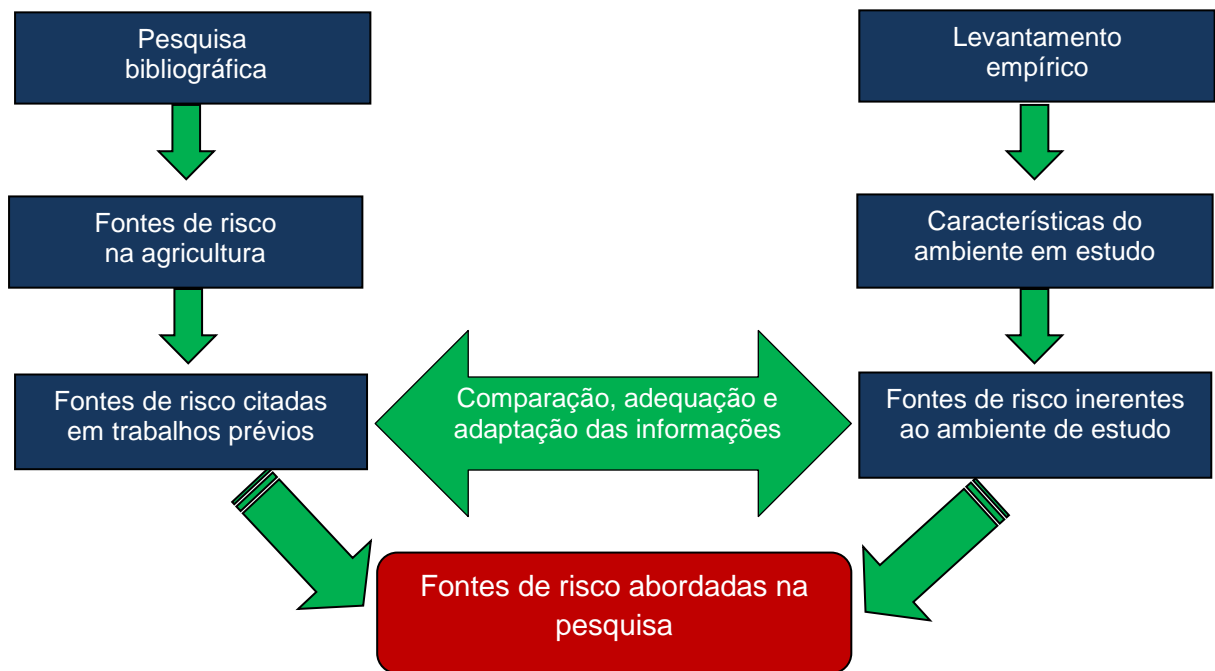 Pesquisa
bibliográfica
Levantamento
empírico
Fontes de risco
na agricultura
Características do
ambiente em estudo
Fontes de risco citadas
em trabalhos prévios
Comparação, adequação e
adaptação das informações
Fontes de risco inerentes
ao ambiente de estudo
Fontes de risco abordadas na
pesquisa